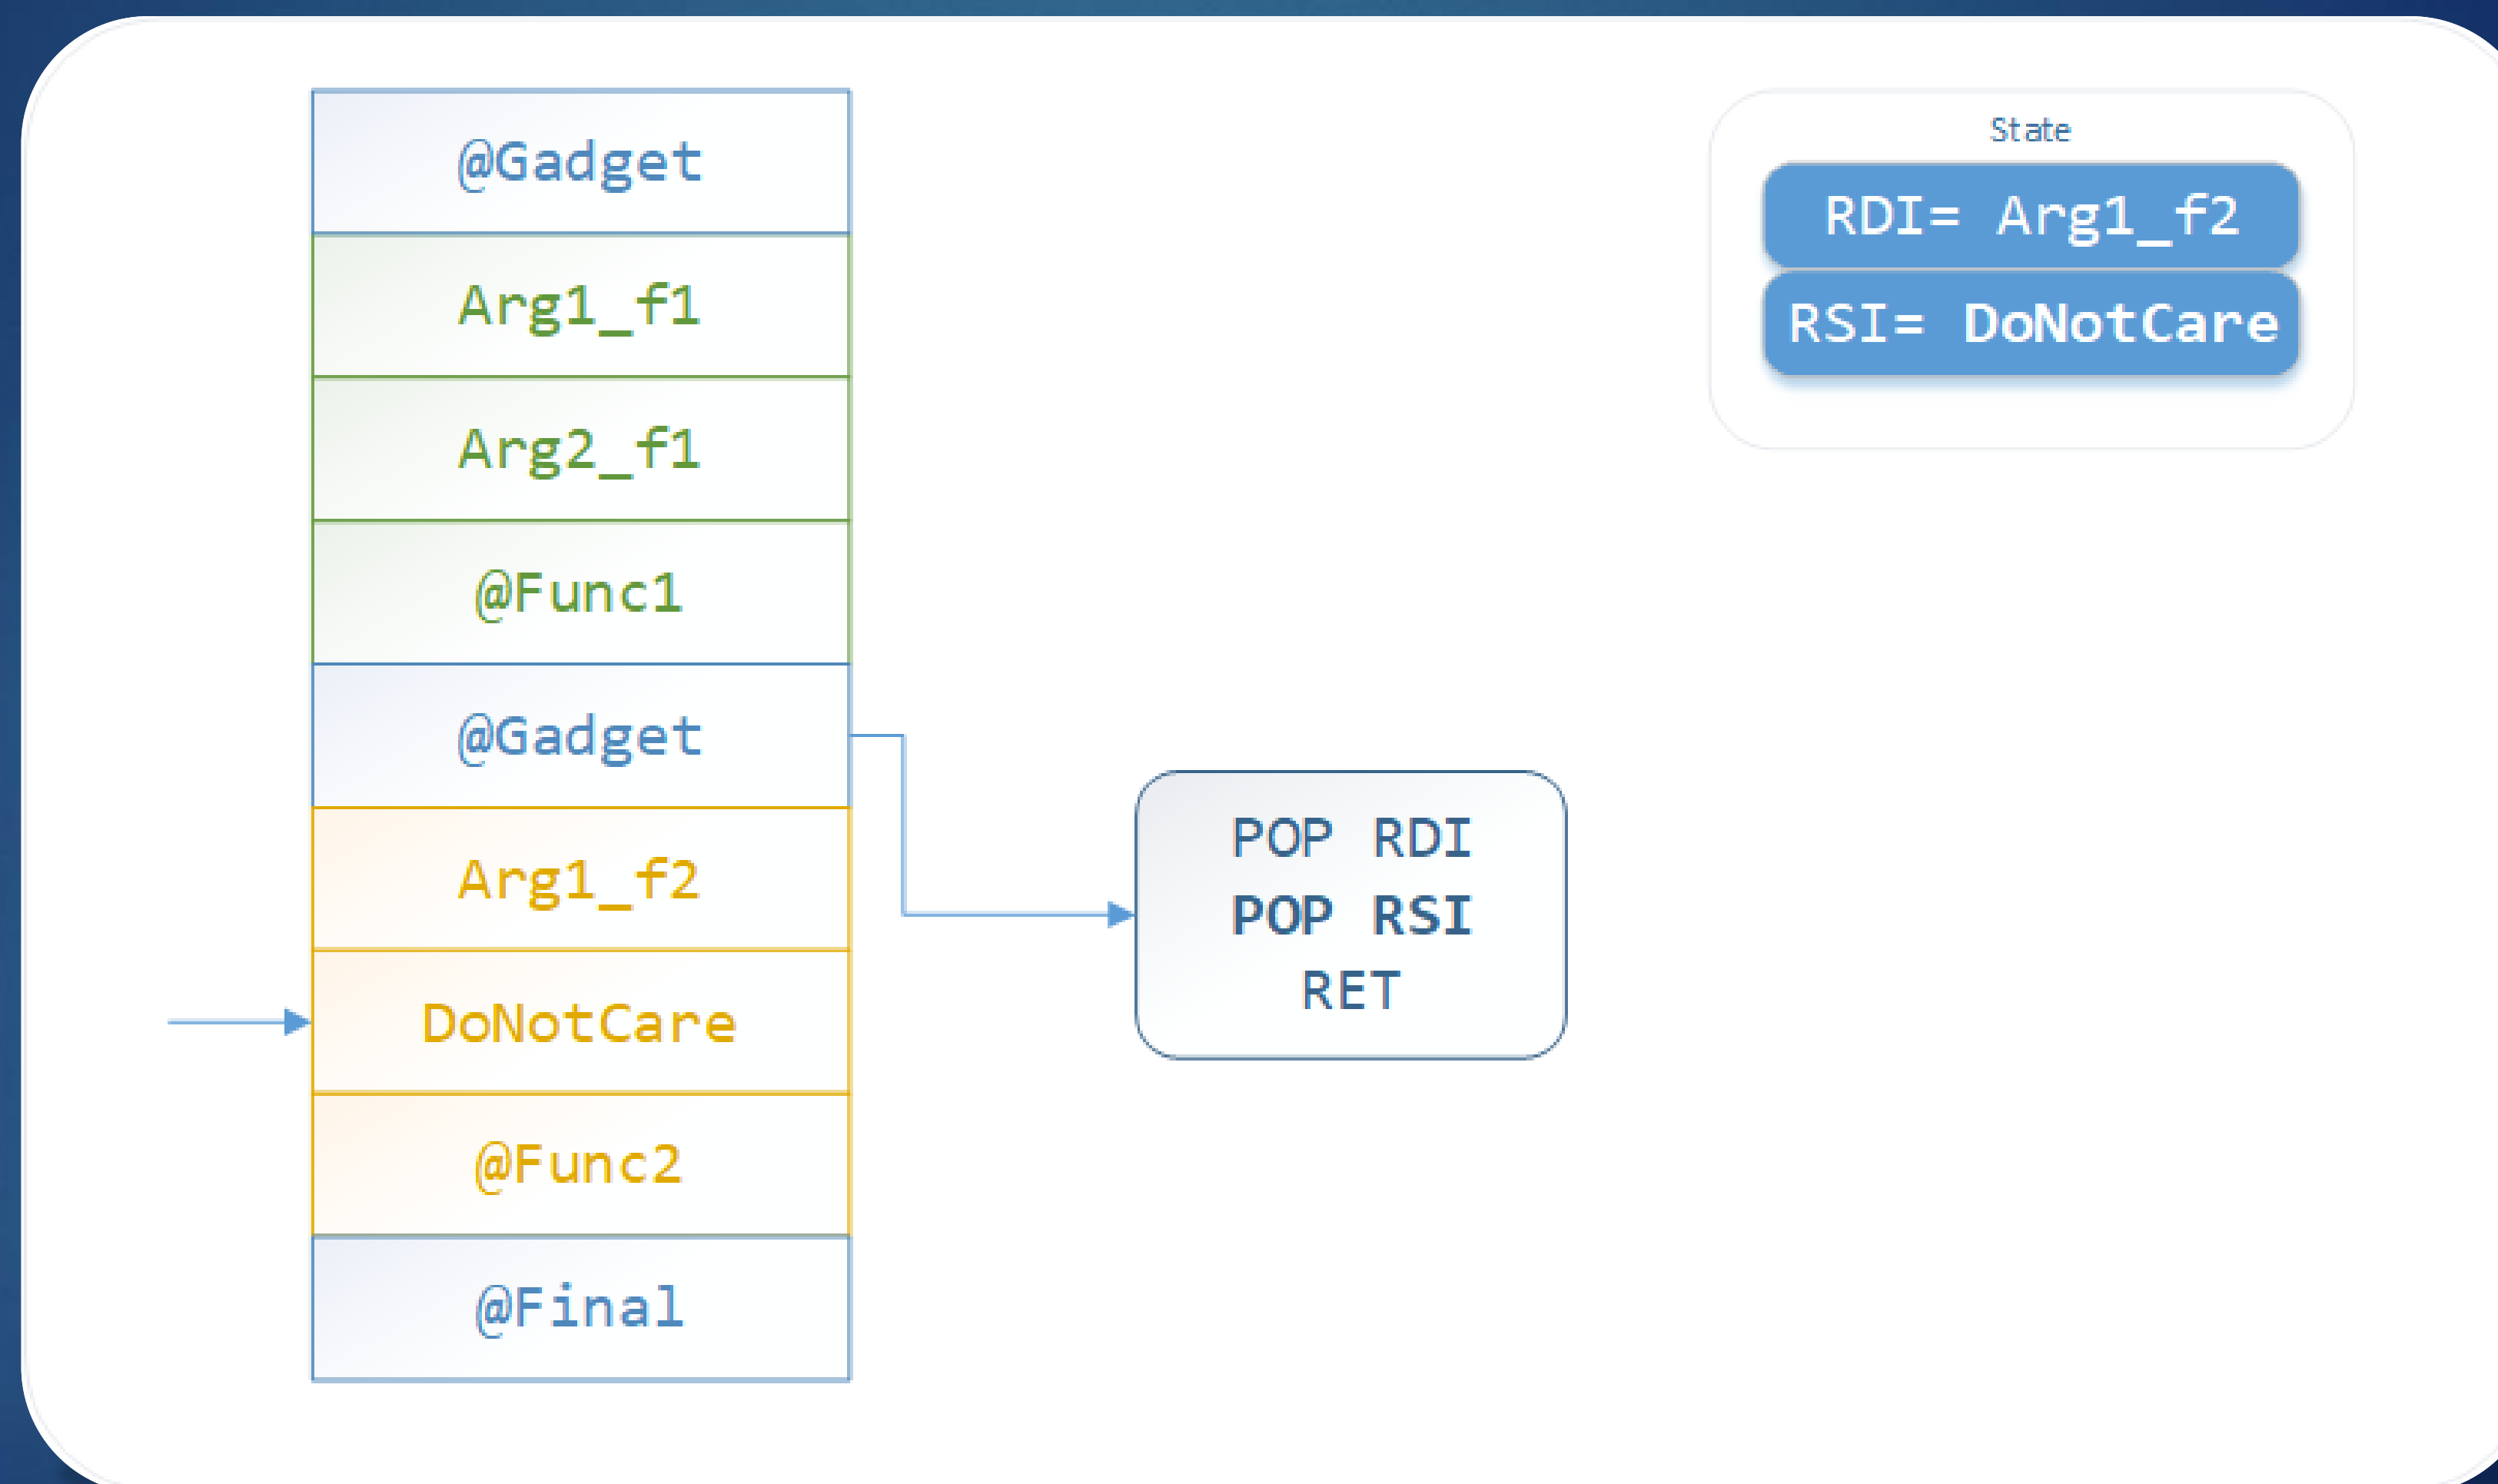 @Gadget
Arg1_f1
Arg2_f1
@Func1
@Gadget
Arg1_f2
DoNotCare
@Func2
@Final
POP RDI
POP RSI
RET
State
RDI= Arg1_f2
RSI= DoNotCare